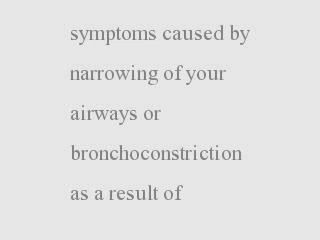 symptoms caused by
narrowing of your
airways or
bronchoconstriction
as a result of